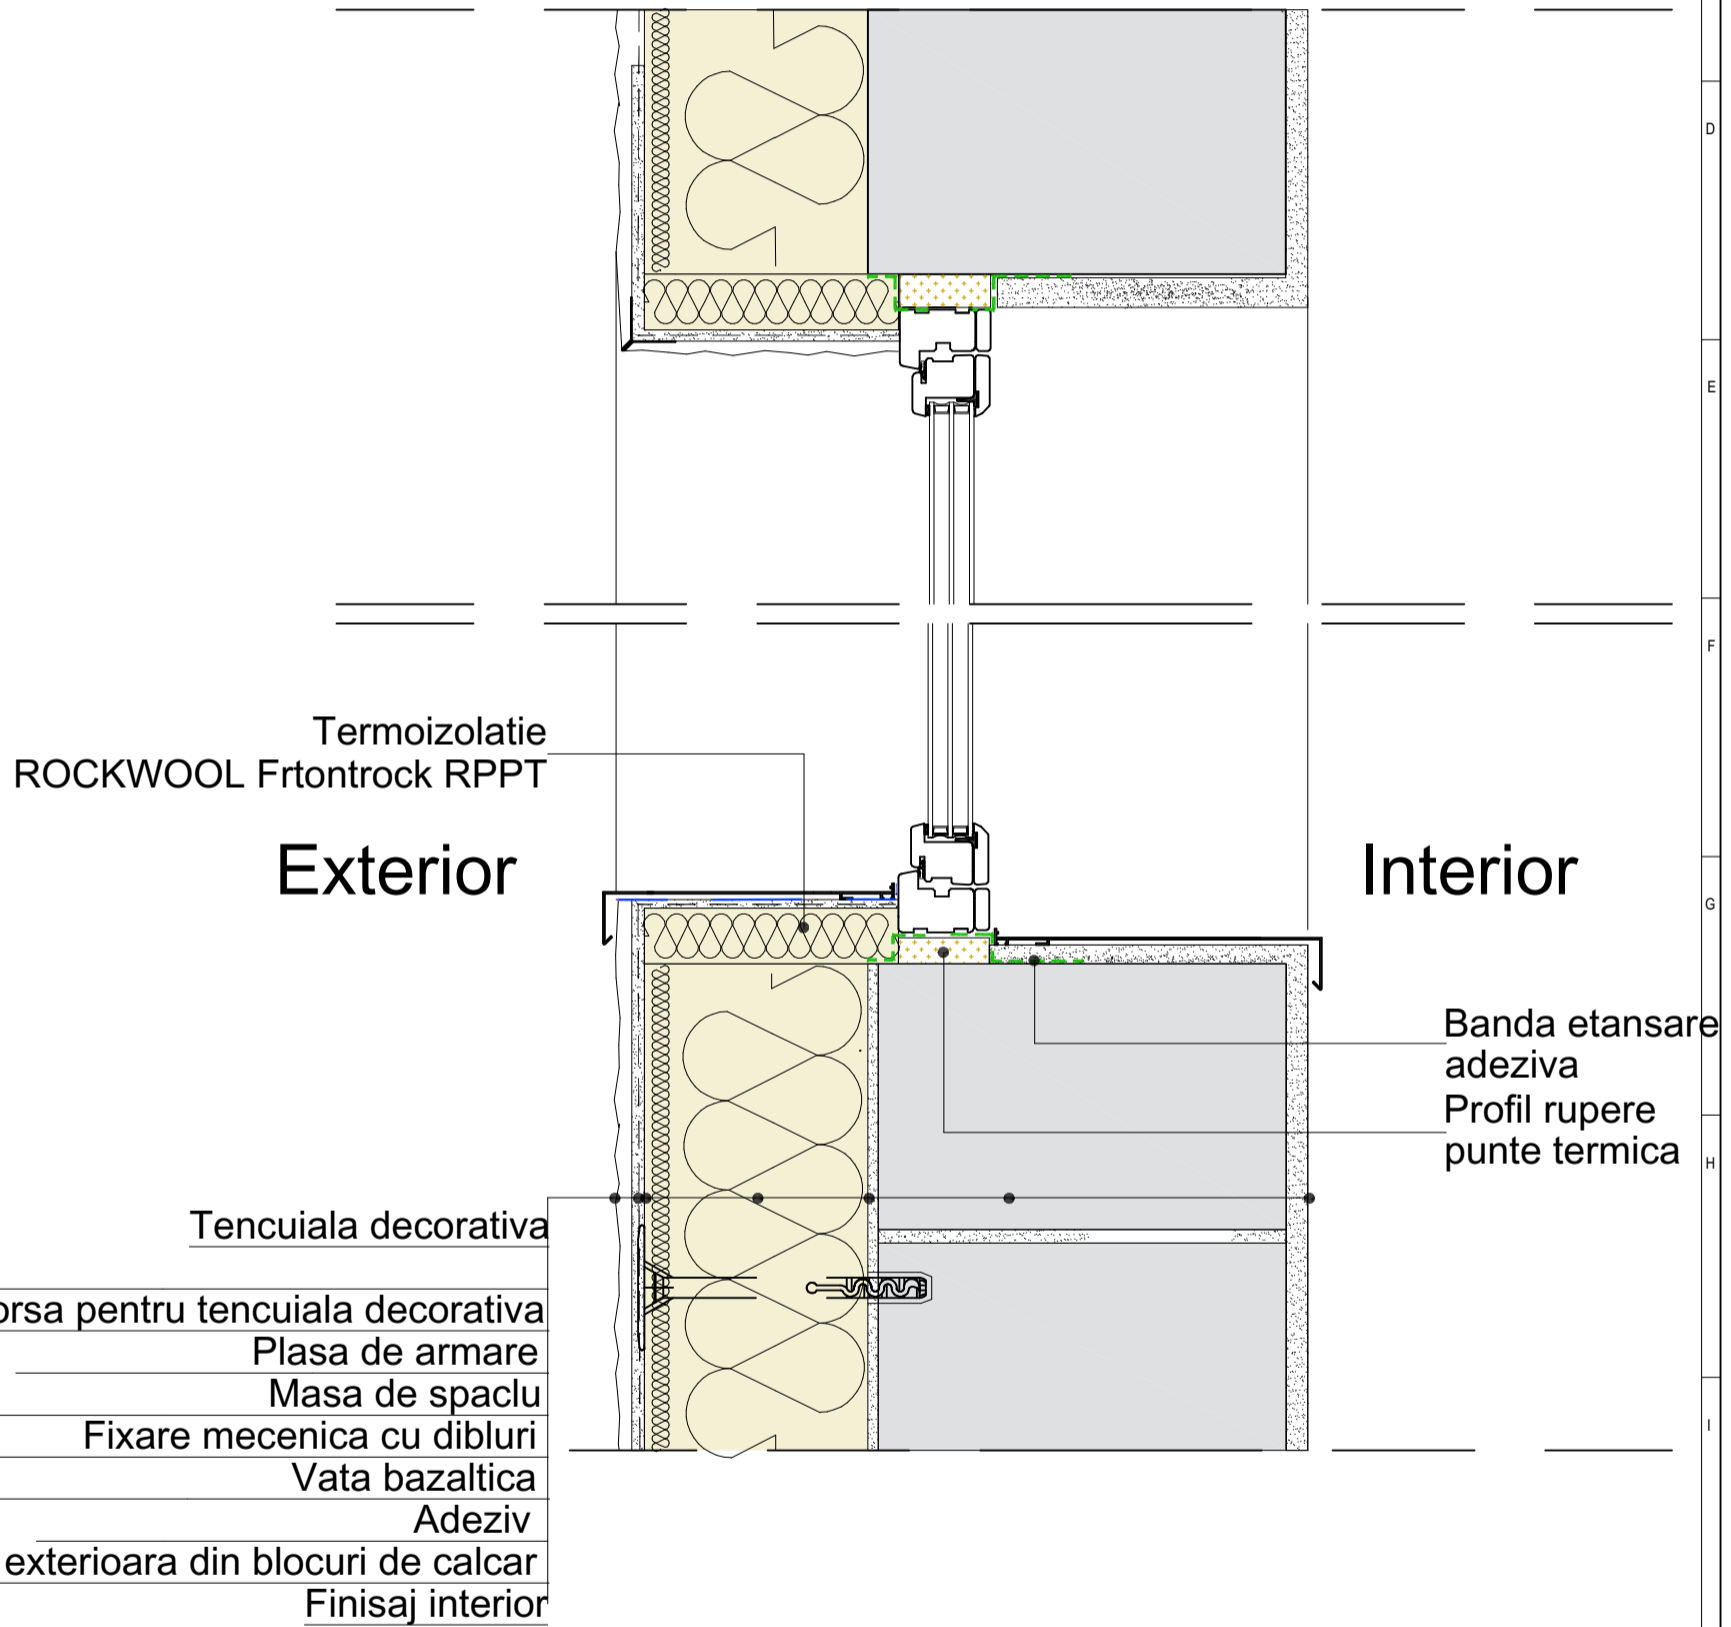 D
E
F
Termoizolatie
ROCKWOOL Frtontrock RPPT
Exterior
Interior
G
Banda etansare
adeziva
Profil rupere
punte termica
H
Tencuiala decorativa
pentru tencuiala decorativa
Plasa de armare
Masa de spaclu
Fixare mecenica cu dibluri
I
Vata bazaltica
Adeziv
exterioara din blocuri de calcar
Finisaj interior